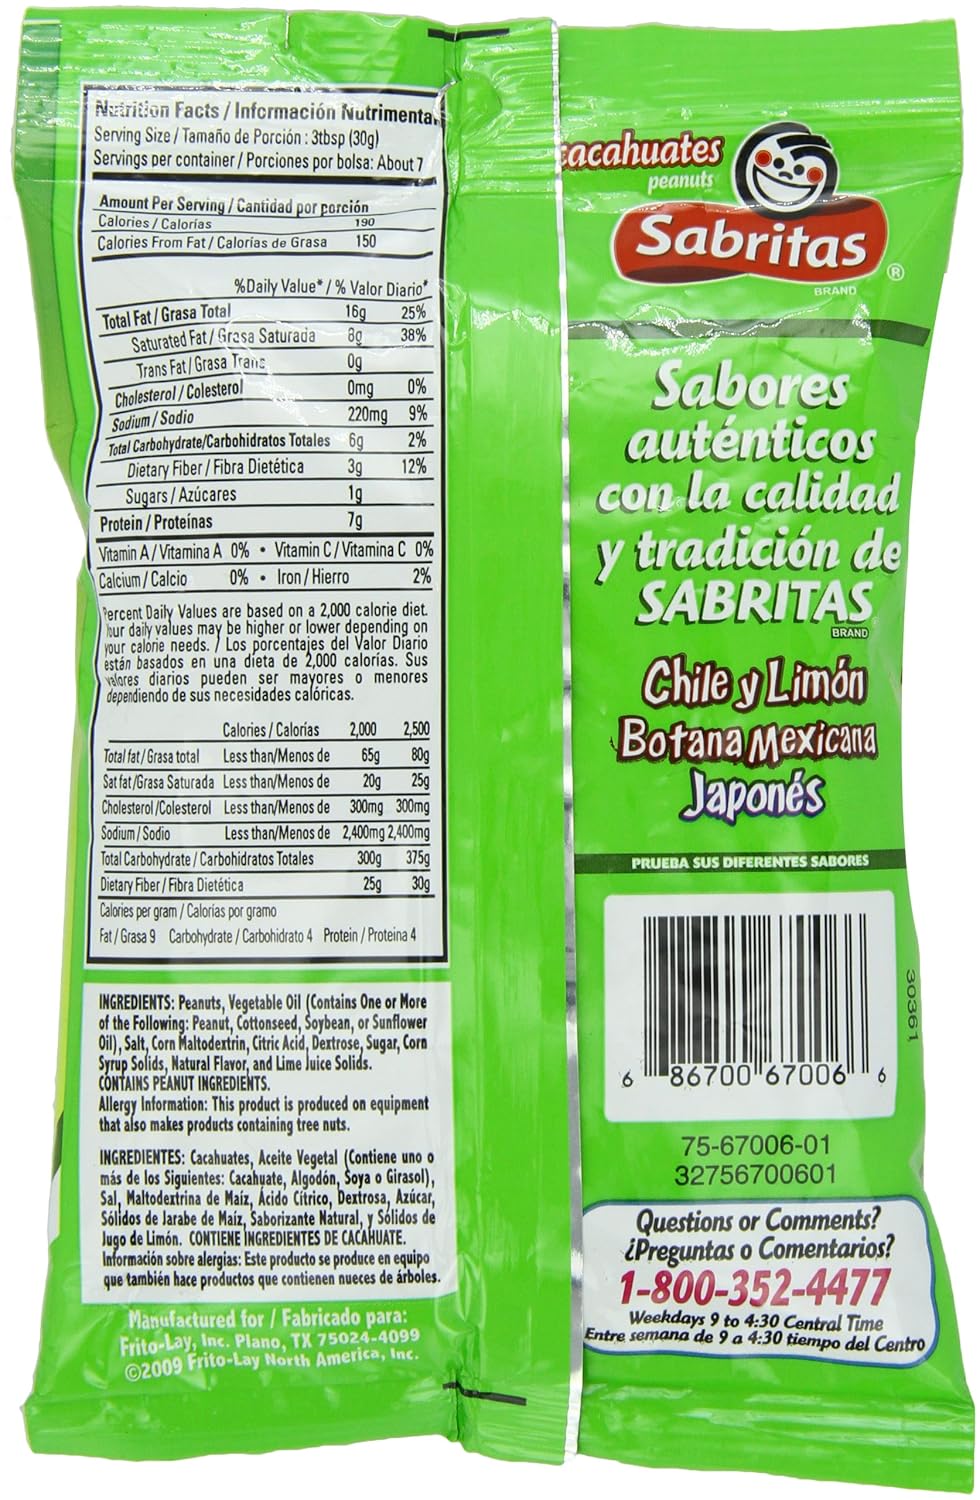 Nutrition Facts / Información Nutrimental
Serving Size / Tamaño de Porción : 3tbsp (30g)
Servings per container / Porciones por bolsa: About 7
Amount Per Serving / Cantidad por porción
Calories / Calorías 190
Calories From Fat / Calorías de Grasa 150
%Daily Value* / % Valor Diario*
Total Fat / Grasa Total 16g 25%
Saturated Fat / Grasa Saturada 8g 38%
Trans Fat / Grasa Trans 0g
Cholesterol / Colesterol 0mg 0%
Sodium / Sodio 220mg 9%
Total Carbohydrate/Carbohidratos Totales 6g 2%
Dietary Fiber / Fibra Dietética 3g 12%
Sugars / Azúcares 1g
Protein / Proteínas 7g
Vitamin A / Vitamina A 0% • Vitamin C / Vitamina C 0%
Calcium / Calcio 0% • Iron / Hierro 2%
Percent Daily Values are based on a 2,000 calorie diet.
Your daily values may be higher or lower depending on
your calorie needs. / Los porcentajes del Valor Diario
están basados en una dieta de 2,000 calorías. Sus
valores diarios pueden ser mayores o menores
dependiendo de sus necesidades calóricas.
Calories / Calorías 2,000 2,500
Total fat / Grasa total Less than/Menos de 65g 80g
Sat fat/Grasa Saturada Less than/Menos de 20g 25g
Cholesterol /Colesterol Less than/Menos de 300mg 300mg
Sodium / Sodio Less than/Menos de 2,400mg 2,400mg
Total Carbohydrate / Carbohidratos Totales 300g 375g
Dietary Fiber / Fibra Dietética 25g 30g
Calories per gram / Calorías por gramo
Fat / Grasa 9 Carbohydrate / Carbohidrato 4 Protein / Proteina 4
INGREDIENTS: Peanuts, Vegetable Oil (Contains One or More
of the Following: Peanut, Cottonseed, Soybean, or Sunflower
Oil), Salt, Corn Maltodextrin, Citric Acid, Dextrose, Sugar, Corn
Syrup Solids, Natural Flavor, and Lime Juice Solids.
CONTAINS PEANUT INGREDIENTS.
Allergy Information: This product is produced on equipment
that also makes products containing tree nuts.
INGREDIENTES: Cacahuates, Aceite Vegetal (Contiene uno o
más de los Siguientes: Cacahuate, Algodón, Soya o Girasol),
Sal, Maltodextrina de Maíz, Ácido Cítrico, Dextrosa, Azúcar,
Sólidos de Jarabe de Maíz, Saborizante Natural, y Sólidos de
Jugo de Limón. CONTIENE INGREDIENTES DE CACAHUATE.
Información sobre alergias: Este producto se produce en equipo
que también hace productos que contienen nueces de árboles.
Manufactured for / Fabricado para:
Frito-Lay, Inc. Plano, TX 75024-4099
©2009 Frito-Lay North America, Inc.
cacahuates
peanuts
Sabritas
®
BRAND
Sabores
auténticos
con la calidad
y tradición de
SABRITAS®
BRAND
Chile y Limón
Botana Mexicana
Japonés
PRUEBA SUS DIFERENTES SABORES
6 86700 67006 6
30361
75-67006-01
32756700601
Questions or Comments?
¿Preguntas o Comentarios?
1-800-352-4477
Weekdays 9 to 4:30 Central Time
Entre semana de 9 a 4:30 tiempo del Centro